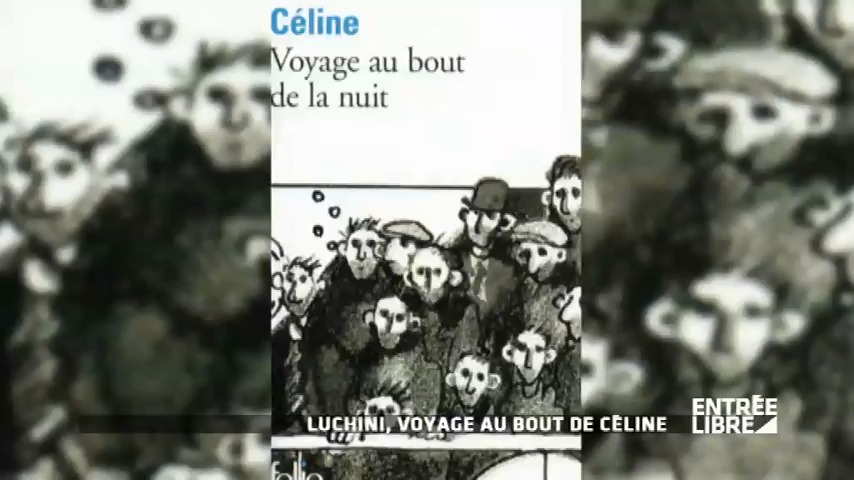 Céline
Voyage au bout
de la nuit
LUCHINI, VOYAGE AU BOUT DE CÉLINE
ENTRÉE
LIBRE
folio